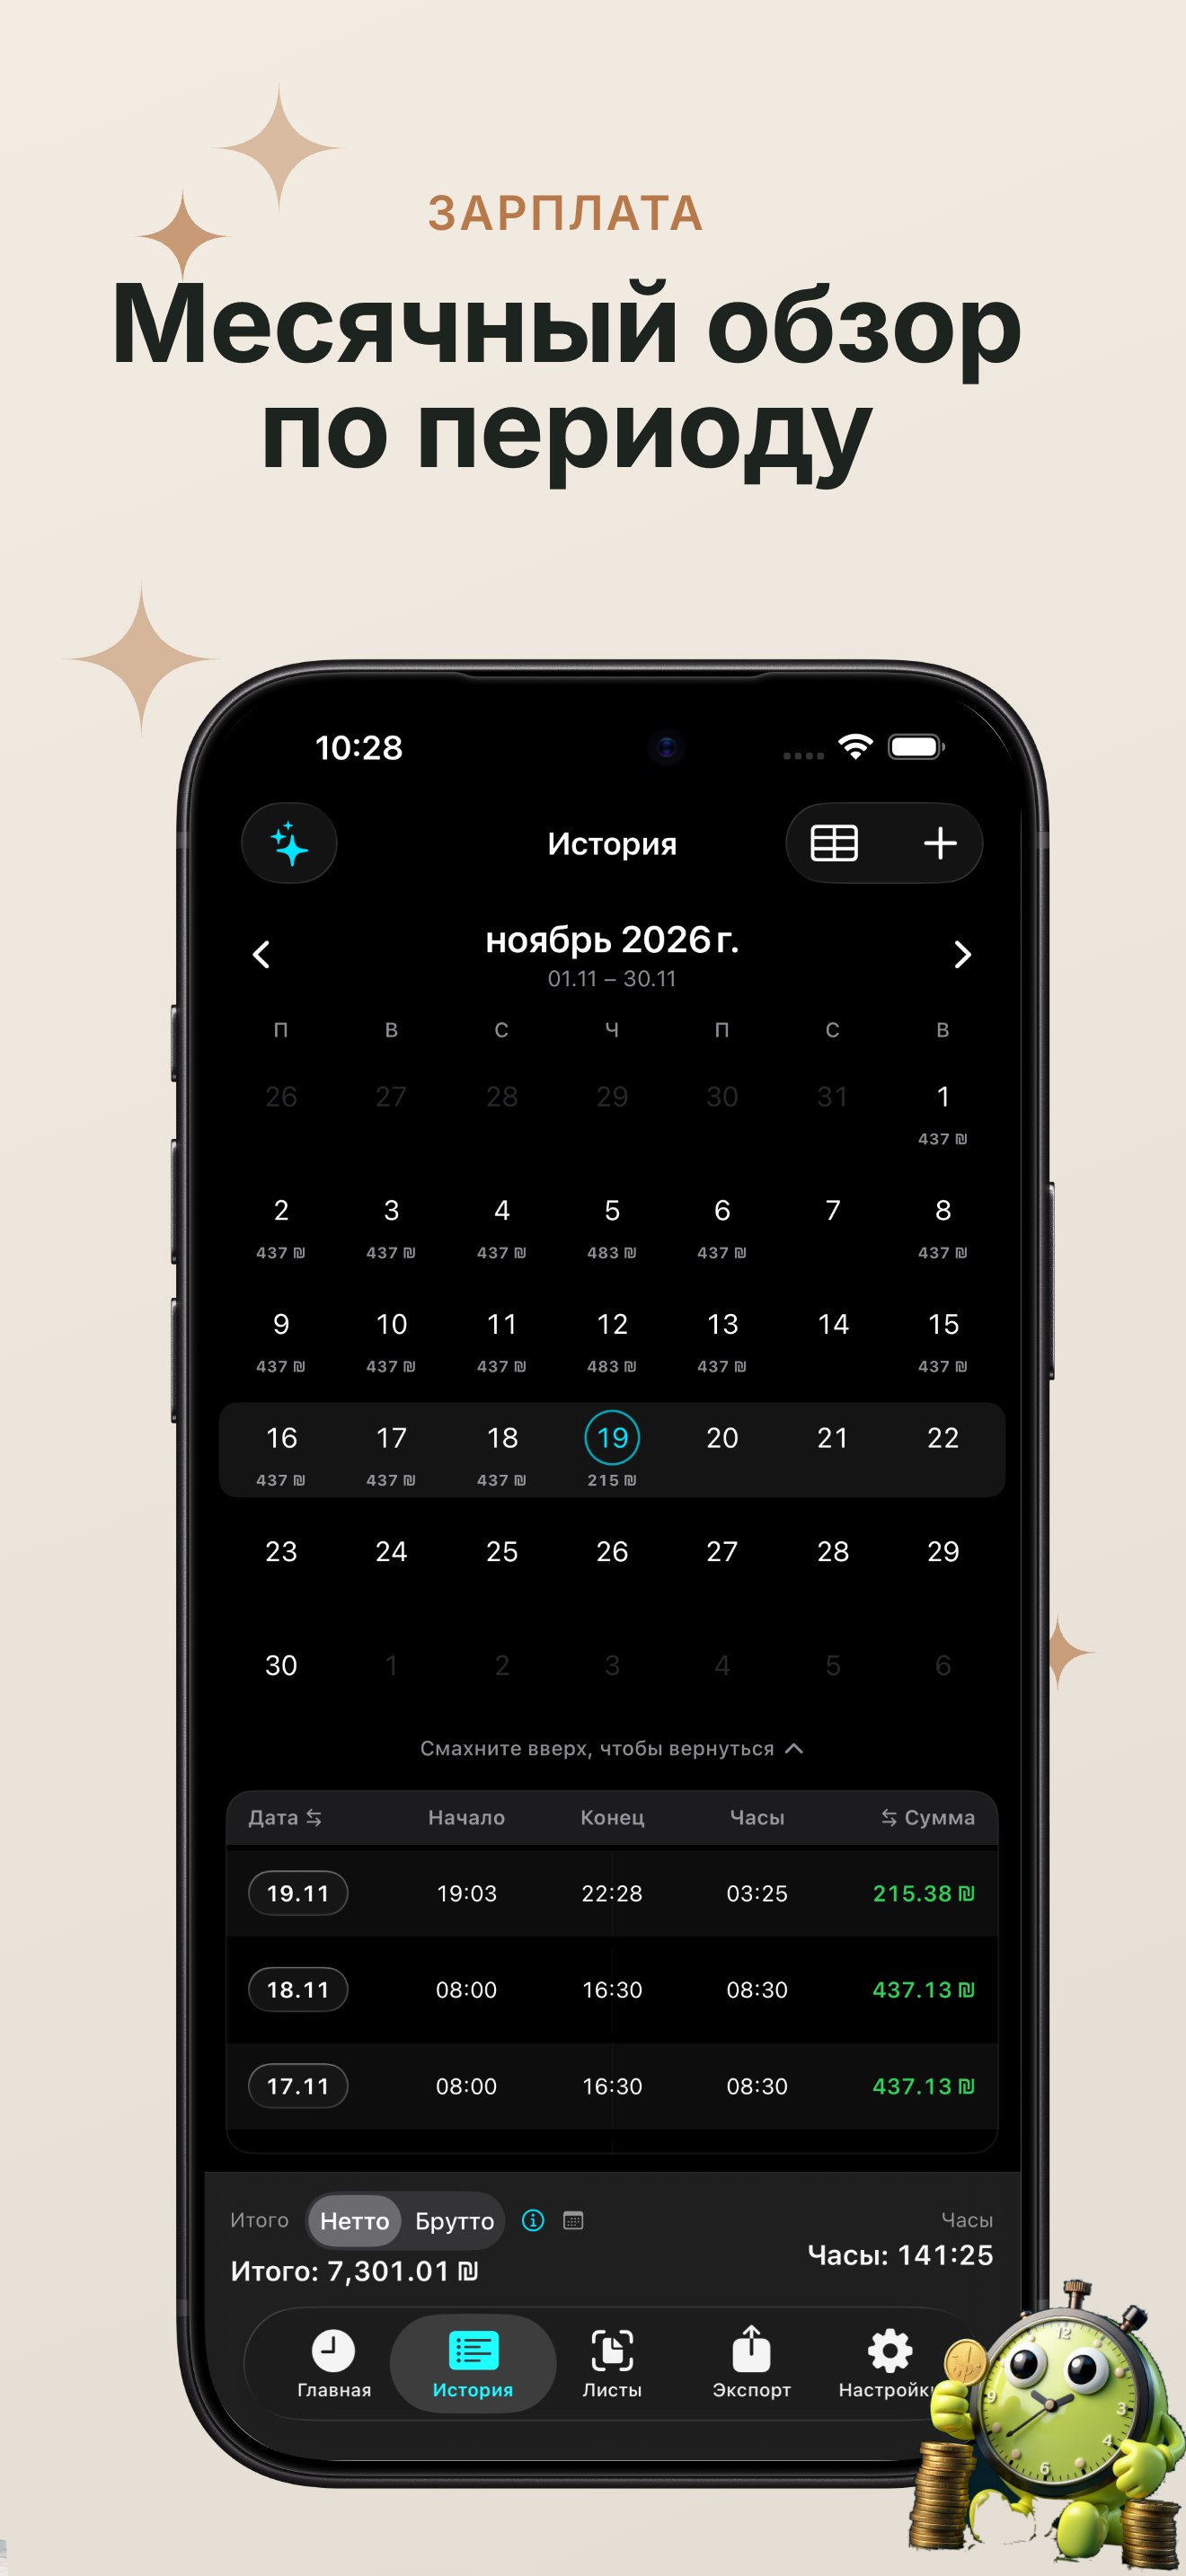 ЗАРПЛАТА
Месячный обзор
по периоду
10:28
История
ноябрь 2026 г.
01.11 – 30.11
П В С Ч П С В
26 27 28 29 30 31 1
437 ₪
2 3 4 5 6 7 8
437 ₪ 437 ₪ 437 ₪ 483 ₪ 437 ₪ 437 ₪
9 10 11 12 13 14 15
437 ₪ 437 ₪ 437 ₪ 483 ₪ 437 ₪ 437 ₪
16 17 18 19 20 21 22
437 ₪ 437 ₪ 437 ₪ 215 ₪
23 24 25 26 27 28 29
30 1 2 3 4 5 6
Смахните вверх, чтобы вернуться
Дата Начало Конец Часы Сумма
19.11 19:03 22:28 03:25 215.38 ₪
18.11 08:00 16:30 08:30 437.13 ₪
17.11 08:00 16:30 08:30 437.13 ₪
Итого Нетто Брутто Часы
Итого: 7,301.01 ₪ Часы: 141:25
Главная История Листы Экспорт Настройк
12
9 3
4
6